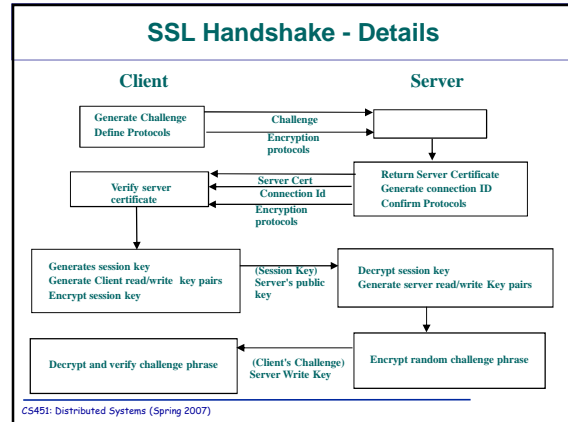 SSL Handshake - Details
Client
Server
Generate Challenge
Define Protocols
Challenge
Encryption
protocols
Return Server Certificate
Generate connection ID
Confirm Protocols
Server Cert
Connection Id
Encryption
protocols
Verify server
certificate
Generates session key
Generate Client read/write key pairs
Encrypt session key
(Session Key)
Server's public
key
Decrypt session key
Generate server read/write Key pairs
Encrypt random challenge phrase
(Client's Challenge)
Server Write Key
Decrypt and verify challenge phrase
CS451: Distributed Systems (Spring 2007)